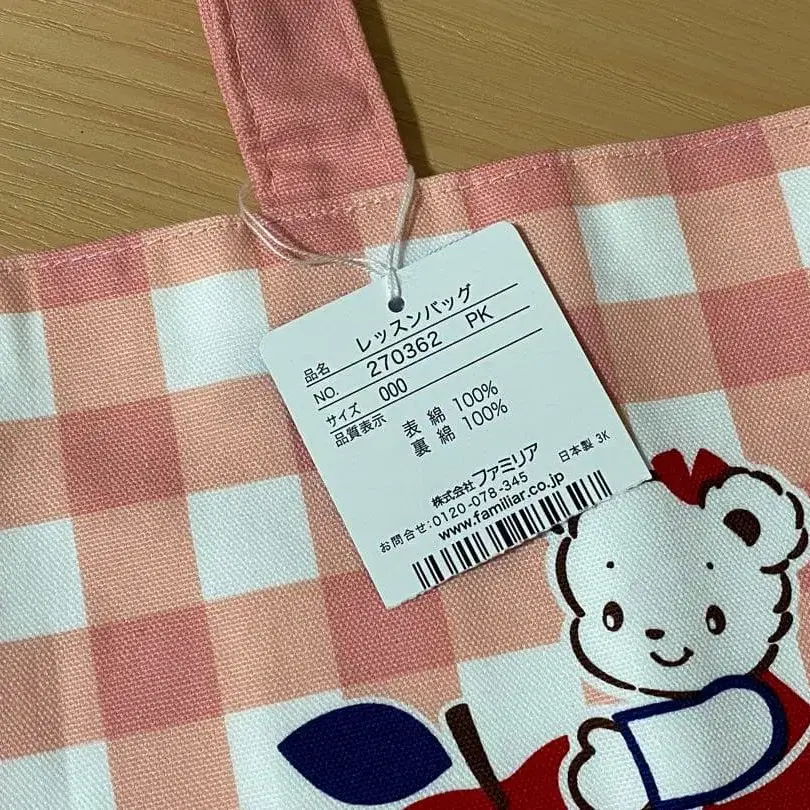 品名 レッスンバッグ
NO. 270362 PK
サイズ 000
品質表示 表 綿 100%
裏 綿 100%
株式会社ファミリア 日本製 3K
お問合せ:0120-078-345
www.familiar.co.jp